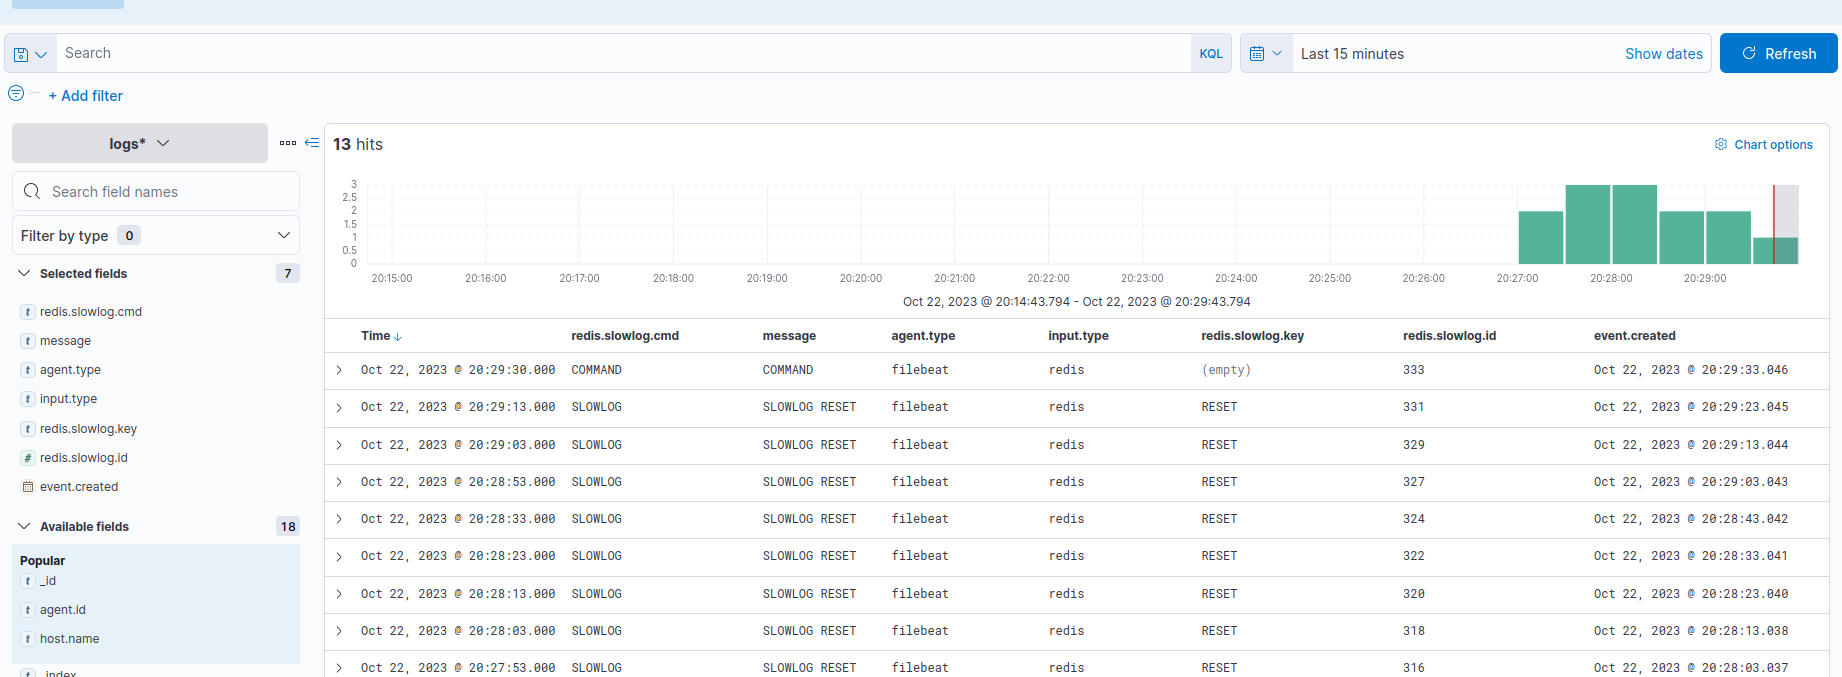 Search KQL Last 15 minutes Show dates Refresh
+ Add filter
logs*
Search field names
Filter by type 0
Selected fields 7
t redis.slowlog.cmd
t message
t agent.type
t input.type
t redis.slowlog.key
# redis.slowlog.id
event.created
Available fields 18
Popular
t _id
t agent.id
t host.name
t _index
13 hits Chart options
3
2.5
2
1.5
1
0.5
0
20:15:00 20:16:00 20:17:00 20:18:00 20:19:00 20:20:00 20:21:00 20:22:00 20:23:00 20:24:00 20:25:00 20:26:00 20:27:00 20:28:00 20:29:00
Oct 22, 2023 @ 20:14:43.794 - Oct 22, 2023 @ 20:29:43.794
Time redis.slowlog.cmd message agent.type input.type redis.slowlog.key redis.slowlog.id event.created
Oct 22, 2023 @ 20:29:30.000 COMMAND COMMAND filebeat redis (empty) 333 Oct 22, 2023 @ 20:29:33.046
Oct 22, 2023 @ 20:29:13.000 SLOWLOG SLOWLOG RESET filebeat redis RESET 331 Oct 22, 2023 @ 20:29:23.045
Oct 22, 2023 @ 20:29:03.000 SLOWLOG SLOWLOG RESET filebeat redis RESET 329 Oct 22, 2023 @ 20:29:13.044
Oct 22, 2023 @ 20:28:53.000 SLOWLOG SLOWLOG RESET filebeat redis RESET 327 Oct 22, 2023 @ 20:29:03.043
Oct 22, 2023 @ 20:28:33.000 SLOWLOG SLOWLOG RESET filebeat redis RESET 324 Oct 22, 2023 @ 20:28:43.042
Oct 22, 2023 @ 20:28:23.000 SLOWLOG SLOWLOG RESET filebeat redis RESET 322 Oct 22, 2023 @ 20:28:33.041
Oct 22, 2023 @ 20:28:13.000 SLOWLOG SLOWLOG RESET filebeat redis RESET 320 Oct 22, 2023 @ 20:28:23.040
Oct 22, 2023 @ 20:28:03.000 SLOWLOG SLOWLOG RESET filebeat redis RESET 318 Oct 22, 2023 @ 20:28:13.038
Oct 22, 2023 @ 20:27:53.000 SLOWLOG SLOWLOG RESET filebeat redis RESET 316 Oct 22, 2023 @ 20:28:03.037